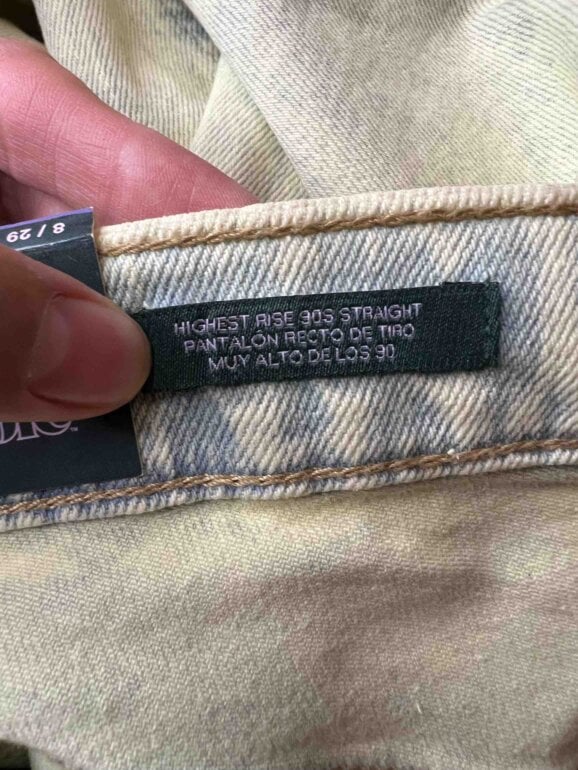 8 / 29
HIGHEST RISE 90S STRAIGHT
PANTALÓN RECTO DE TIRO
MUY ALTO DE LOS 90